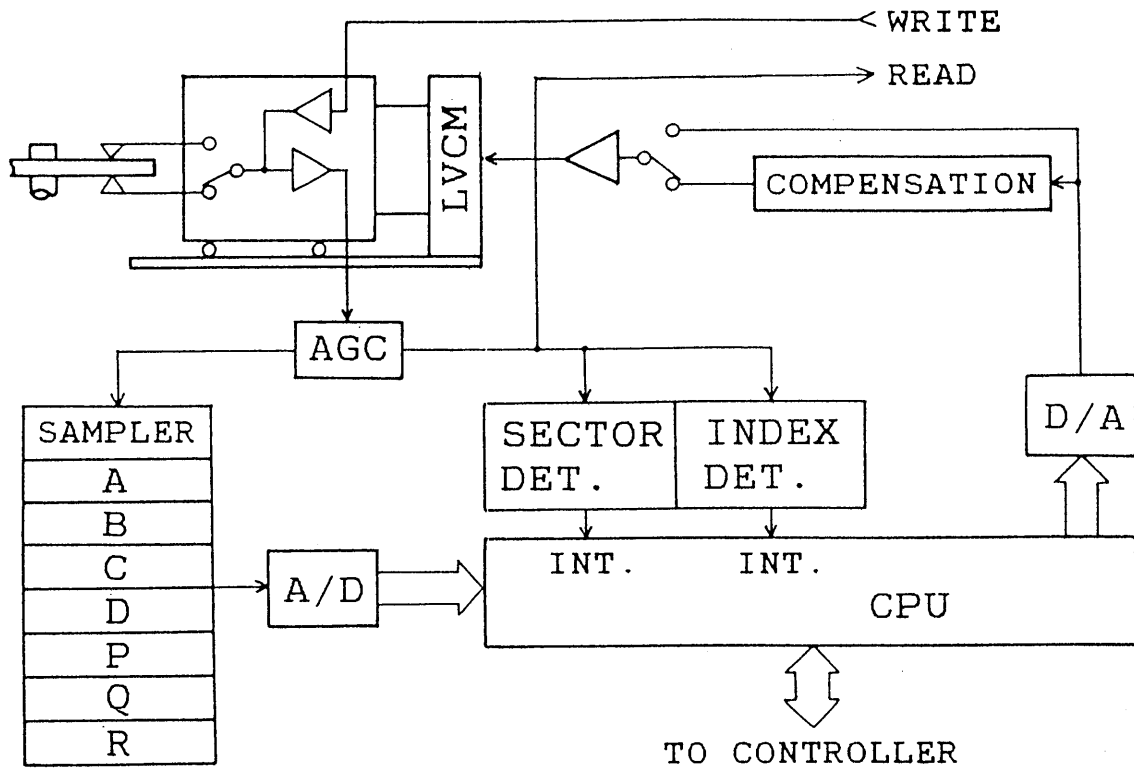 WRITE
READ
LVCM
COMPENSATION
AGC
SAMPLER
A
B
C
D
P
Q
R
A/D
SECTOR
DET.
INDEX
DET.
D/A
INT.
INT.
CPU
TO CONTROLLER